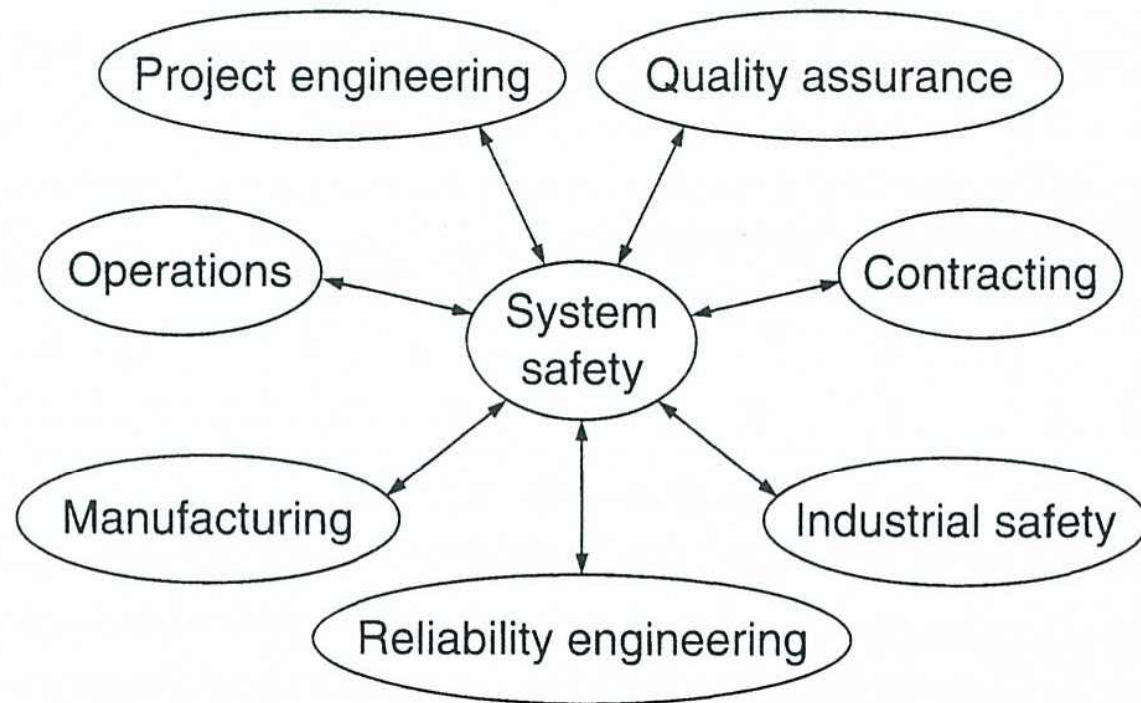 Project engineering
Quality assurance
Operations
Contracting
System
safety
Manufacturing
Industrial safety
Reliability engineering